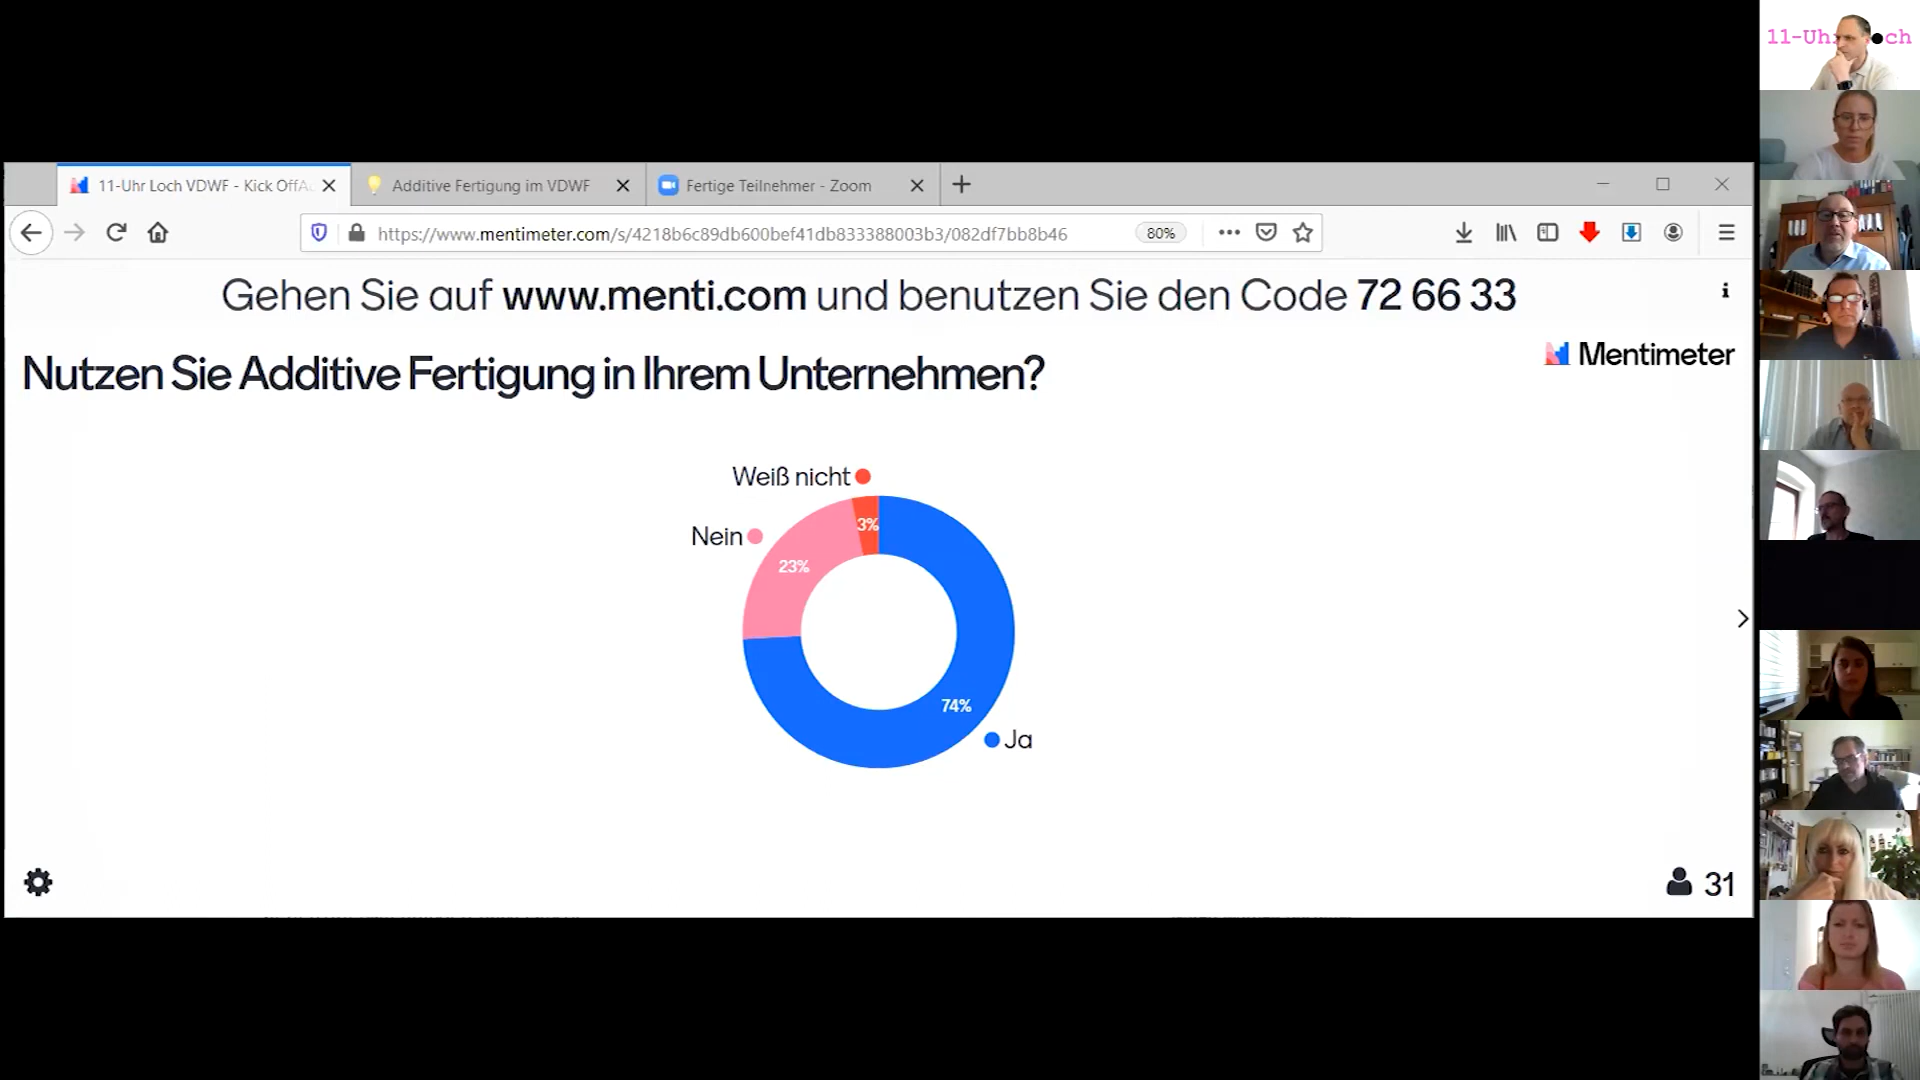 11-Uhr Loch VDWF - Kick OffA
Additive Fertigung im VDWF
Fertige Teilnehmer - Zoom
https://www.mentimeter.com/s/4218b6c89db600bef41db833388003b3/082df7bb8b46
80%
Gehen Sie auf www.menti.com und benutzen Sie den Code 72 66 33
Mentimeter
Nutzen Sie Additive Fertigung in Ihrem Unternehmen?
Weiß nicht
3%
Nein
23%
74%
Ja
31